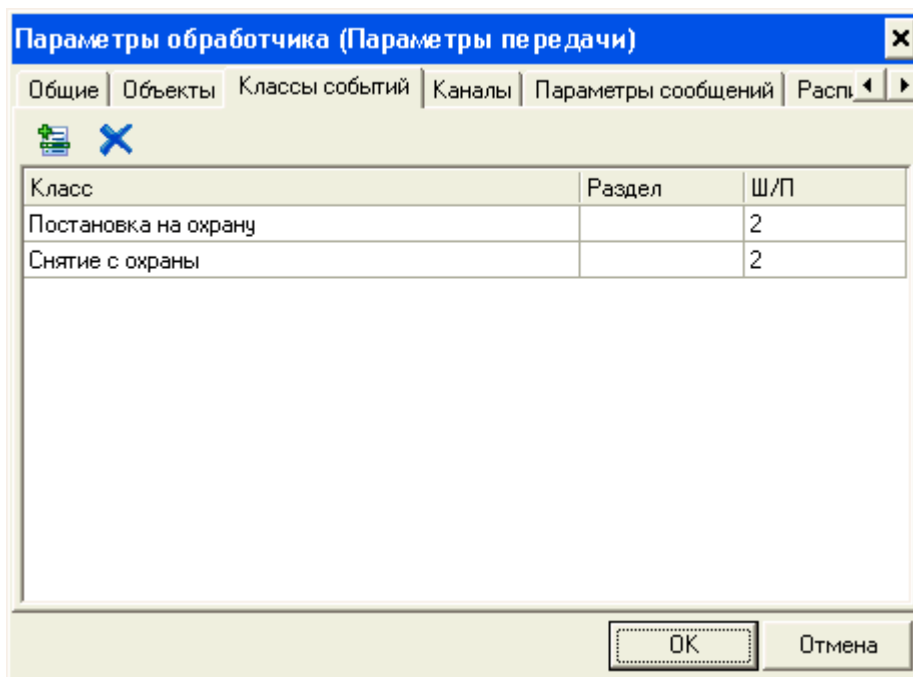 Параметры обработчика (Параметры передачи)
Общие Объекты Классы событий Каналы Параметры сообщений
Класс Раздел Ш/П
Постановка на охрану 2
Снятие с охраны 2
OK Отмена